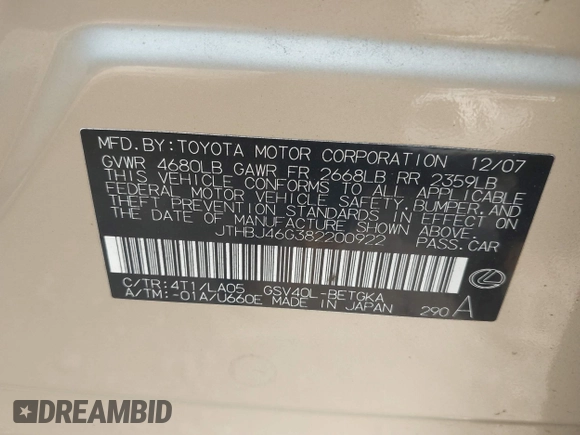 MFD. BY: TOYOTA MOTOR CORPORATION 12/07
GVWR 4680LB GAWR FR 2668LB RR 2359LB
THIS VEHICLE CONFORMS TO ALL APPLICABLE
FEDERAL MOTOR VEHICLE SAFETY, BUMPER, AND
THEFT PREVENTION STANDARDS IN EFFECT ON
THE DATE OF MANUFACTURE SHOWN ABOVE.
JTHBJ46G382200922 PASS. CAR
C/TR: 4T1/LA05 GSV40L-BETGKA
A/TM: -01A/U660E MADE IN JAPAN 290 A
DREAMBID